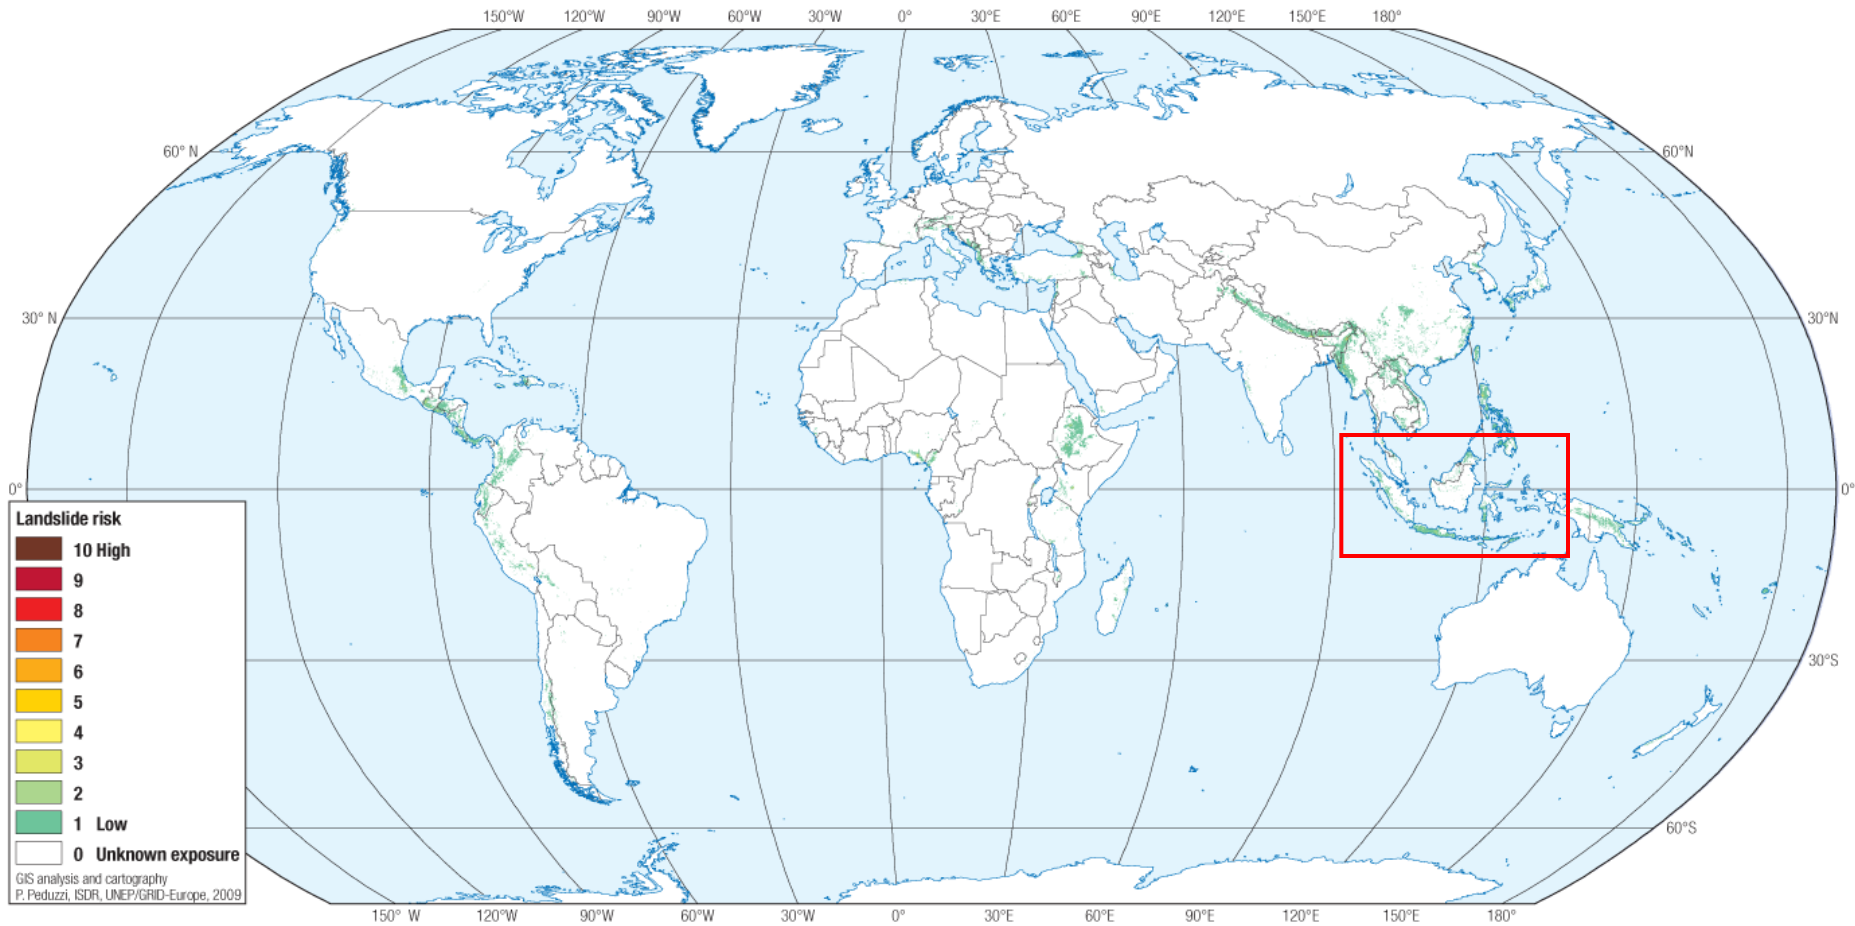 150°W 120°W 90°W 60°W 30°W 0° 30°E 60°E 90°E 120°E 150°E 180°
60° N 60°N
30° N 30°N
0° 0°
Landslide risk
10 High
9
8
7
6
5
4
3
2
1 Low
0 Unknown exposure
GIS analysis and cartography
P. Peduzzi, ISDR, UNEP/GRID-Europe, 2009
30°S
60°S
150° W 120°W 90°W 60°W 30°W 0° 30°E 60°E 90°E 120°E 150°E 180°